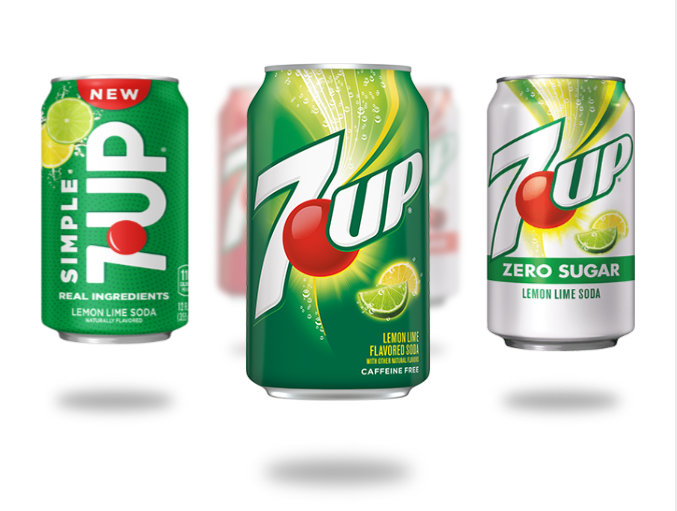 NEW
SIMPLE
7UP
REAL INGREDIENTS
LEMON LIME SODA
NATURALLY FLAVORED
7UP
LEMON LIME
FLAVORED SODA
WITH OTHER NATURAL FLAVORS
CAFFEINE FREE
7UP
ZERO SUGAR
LEMON LIME SODA